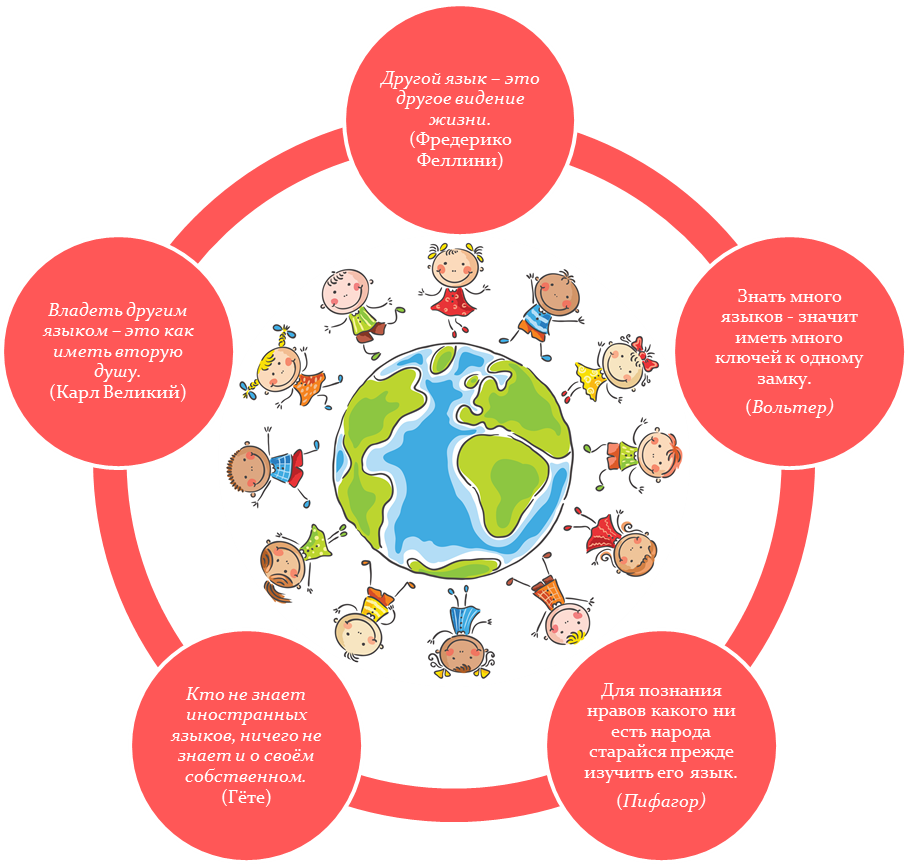 Другой язык – это
другое видение
жизни.
(Фредерико
Феллини)
Знать много
языков - значит
иметь много
ключей к одному
замку.
(Вольтер)
Для познания
нравов какого ни
есть народа
старайся прежде
изучить его язык.
(Пифагор)
Кто не знает
иностранных
языков, ничего не
знает и о своём
собственном.
(Гёте)
Владеть другим
языком – это как
иметь вторую
душу.
(Карл Великий)